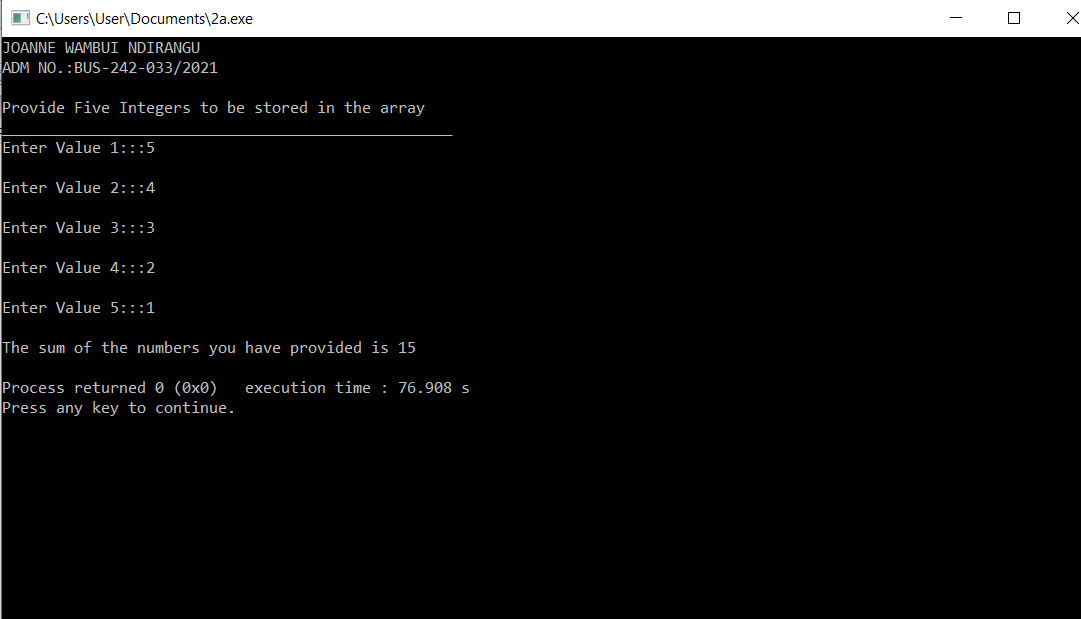 C:\Users\User\Documents\2a.exe
JOANNE WAMBUI NDIRANGU
ADM NO.:BUS-242-033/2021
Provide Five Integers to be stored in the array
__________________________________________________
Enter Value 1:::5
Enter Value 2:::4
Enter Value 3:::3
Enter Value 4:::2
Enter Value 5:::1
The sum of the numbers you have provided is 15
Process returned 0 (0x0)   execution time : 76.908 s
Press any key to continue.